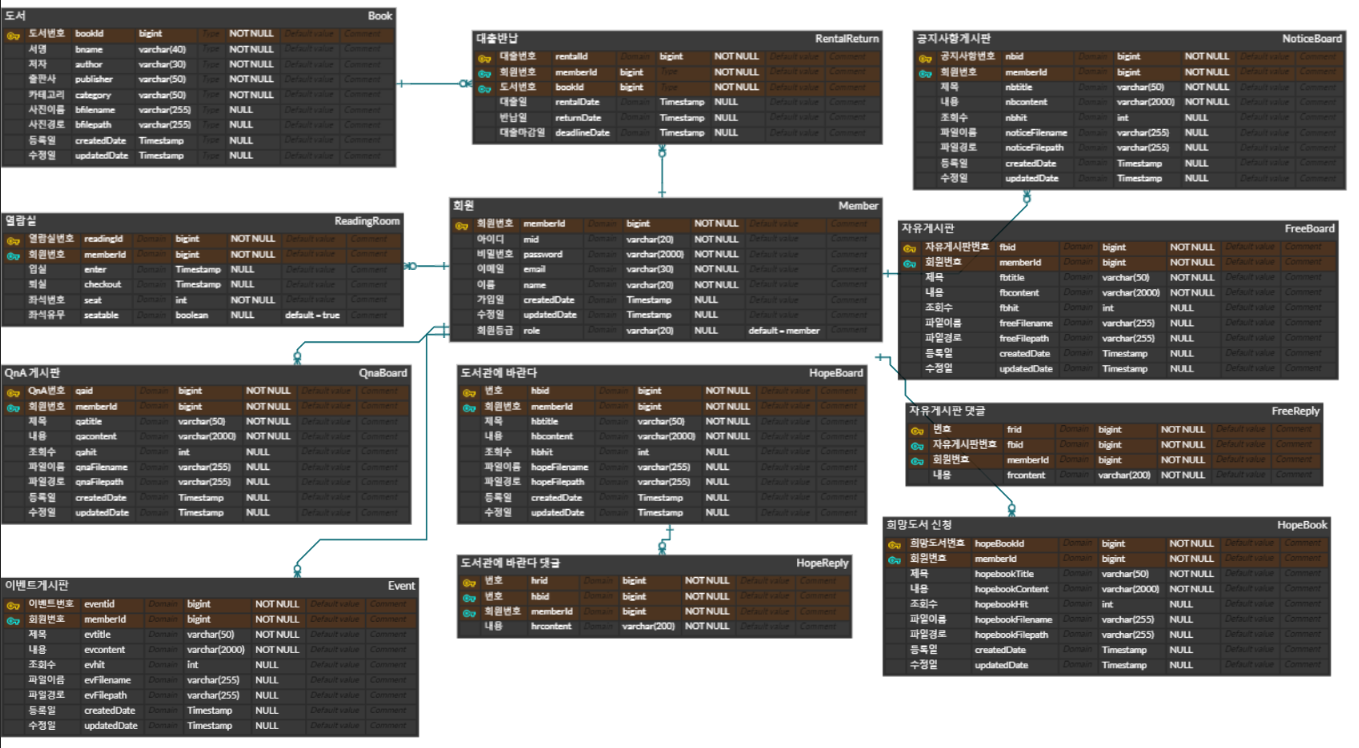 도서 Book
도서번호 bookId bigint Type NOT NULL Default value Comment
서명 bname varchar(40) Type NOT NULL Default value Comment
저자 author varchar(30) Type NOT NULL Default value Comment
출판사 publisher varchar(50) Type NOT NULL Default value Comment
카테고리 category varchar(50) Type NOT NULL Default value Comment
사진이름 bfilename varchar(255) Type NULL Default value Comment
사진경로 bfilepath varchar(255) Type NULL Default value Comment
등록일 createdDate Timestamp Type NULL Default value Comment
수정일 updatedDate Timestamp Type NULL Default value Comment
대출반납 RentalReturn
대출번호 rentalId Domain bigint NOT NULL Default value Comment
회원번호 memberId bigint Type NOT NULL Default value Comment
도서번호 bookId bigint Type NOT NULL Default value Comment
대출일 rentalDate Domain Timestamp NULL Default value Comment
반납일 returnDate Domain Timestamp NULL Default value Comment
대출마감일 deadlineDate Domain Timestamp NULL Default value Comment
공지사항게시판 NoticeBoard
공지사항번호 nbid Domain bigint NOT NULL Default value Comment
회원번호 memberId Domain bigint NOT NULL Default value Comment
제목 nbtitle Domain varchar(50) NOT NULL Default value Comment
내용 nbcontent Domain varchar(2000) NOT NULL Default value Comment
조회수 nbhit Domain int NULL Default value Comment
파일이름 noticeFilename Domain varchar(255) NULL Default value Comment
파일경로 noticeFilepath Domain varchar(255) NULL Default value Comment
등록일 createdDate Domain Timestamp NULL Default value Comment
수정일 updatedDate Domain Timestamp NULL Default value Comment
열람실 ReadingRoom
열람실번호 readingId Domain bigint NOT NULL Default value Comment
회원번호 memberId Domain bigint NOT NULL Default value Comment
입실 enter Domain Timestamp NULL Default value Comment
퇴실 checkout Domain Timestamp NULL Default value Comment
좌석번호 seat Domain int NOT NULL Default value Comment
좌석유무 seatable Domain boolean NULL default = true Comment
회원 Member
회원번호 memberId Domain bigint NOT NULL Default value Comment
아이디 mid Domain varchar(20) NOT NULL Default value Comment
비밀번호 password Domain varchar(2000) NOT NULL Default value Comment
이메일 email Domain varchar(30) NOT NULL Default value Comment
이름 name Domain varchar(20) NOT NULL Default value Comment
가입일 createdDate Domain Timestamp NULL Default value Comment
수정일 updatedDate Domain Timestamp NULL Default value Comment
회원등급 role Domain varchar(20) NULL default = member Comment
자유게시판 FreeBoard
자유게시판번호 fbid Domain bigint NOT NULL Default value Comment
회원번호 memberId Domain bigint NOT NULL Default value Comment
제목 fbtitle Domain varchar(50) NOT NULL Default value Comment
내용 fbcontent Domain varchar(2000) NOT NULL Default value Comment
조회수 fbhit Domain int NULL Default value Comment
파일이름 freeFilename Domain varchar(255) NULL Default value Comment
파일경로 freeFilepath Domain varchar(255) NULL Default value Comment
등록일 createdDate Domain Timestamp NULL Default value Comment
수정일 updatedDate Domain Timestamp NULL Default value Comment
QnA 게시판 QnaBoard
QnA번호 qaid Domain bigint NOT NULL Default value Comment
회원번호 memberId Domain bigint NOT NULL Default value Comment
제목 qatitle Domain varchar(50) NOT NULL Default value Comment
내용 qacontent Domain varchar(2000) NOT NULL Default value Comment
조회수 qahit Domain int NULL Default value Comment
파일이름 qnaFilename Domain varchar(255) NULL Default value Comment
파일경로 qnaFilepath Domain varchar(255) NULL Default value Comment
등록일 createdDate Domain Timestamp NULL Default value Comment
수정일 updatedDate Domain Timestamp NULL Default value Comment
도서관에 바란다 HopeBoard
번호 hbid Domain bigint NOT NULL Default value Comment
회원번호 memberId Domain bigint NOT NULL Default value Comment
제목 hbtitle Domain varchar(50) NOT NULL Default value Comment
내용 hbcontent Domain varchar(2000) NOT NULL Default value Comment
조회수 hbhit Domain int NULL Default value Comment
파일이름 hopeFilename Domain varchar(255) NULL Default value Comment
파일경로 hopeFilepath Domain varchar(255) NULL Default value Comment
등록일 createdDate Domain Timestamp NULL Default value Comment
수정일 updatedDate Domain Timestamp NULL Default value Comment
자유게시판 댓글 FreeReply
번호 frid Domain bigint NOT NULL Default value Comment
자유게시판번호 fbid Domain bigint NOT NULL Default value Comment
회원번호 memberId Domain bigint NOT NULL Default value Comment
내용 frcontent Domain varchar(200) NOT NULL Default value Comment
희망도서 신청 HopeBook
희망도서번호 hopeBookId Domain bigint NOT NULL Default value Comment
회원번호 memberId Domain bigint NOT NULL Default value Comment
제목 hopebookTitle Domain varchar(50) NOT NULL Default value Comment
내용 hopebookContent Domain varchar(2000) NOT NULL Default value Comment
조회수 hopebookHit Domain int NULL Default value Comment
파일이름 hopebookFilename Domain varchar(255) NULL Default value Comment
파일경로 hopebookFilepath Domain varchar(255) NULL Default value Comment
등록일 createdDate Domain Timestamp NULL Default value Comment
수정일 updatedDate Domain Timestamp NULL Default value Comment
도서관에 바란다 댓글 HopeReply
번호 hrid Domain bigint NOT NULL Default value Comment
번호 hbid Domain bigint NOT NULL Default value Comment
회원번호 memberId Domain bigint NOT NULL Default value Comment
내용 hrcontent Domain varchar(200) NOT NULL Default value Comment
이벤트게시판 Event
이벤트번호 eventid Domain bigint NOT NULL Default value Comment
회원번호 memberId Domain bigint NOT NULL Default value Comment
제목 evtitle Domain varchar(50) NOT NULL Default value Comment
내용 evcontent Domain varchar(2000) NOT NULL Default value Comment
조회수 evhit Domain int NULL Default value Comment
파일이름 evFilename Domain varchar(255) NULL Default value Comment
파일경로 evFilepath Domain varchar(255) NULL Default value Comment
등록일 createdDate Domain Timestamp NULL Default value Comment
수정일 updatedDate Domain Timestamp NULL Default value Comment